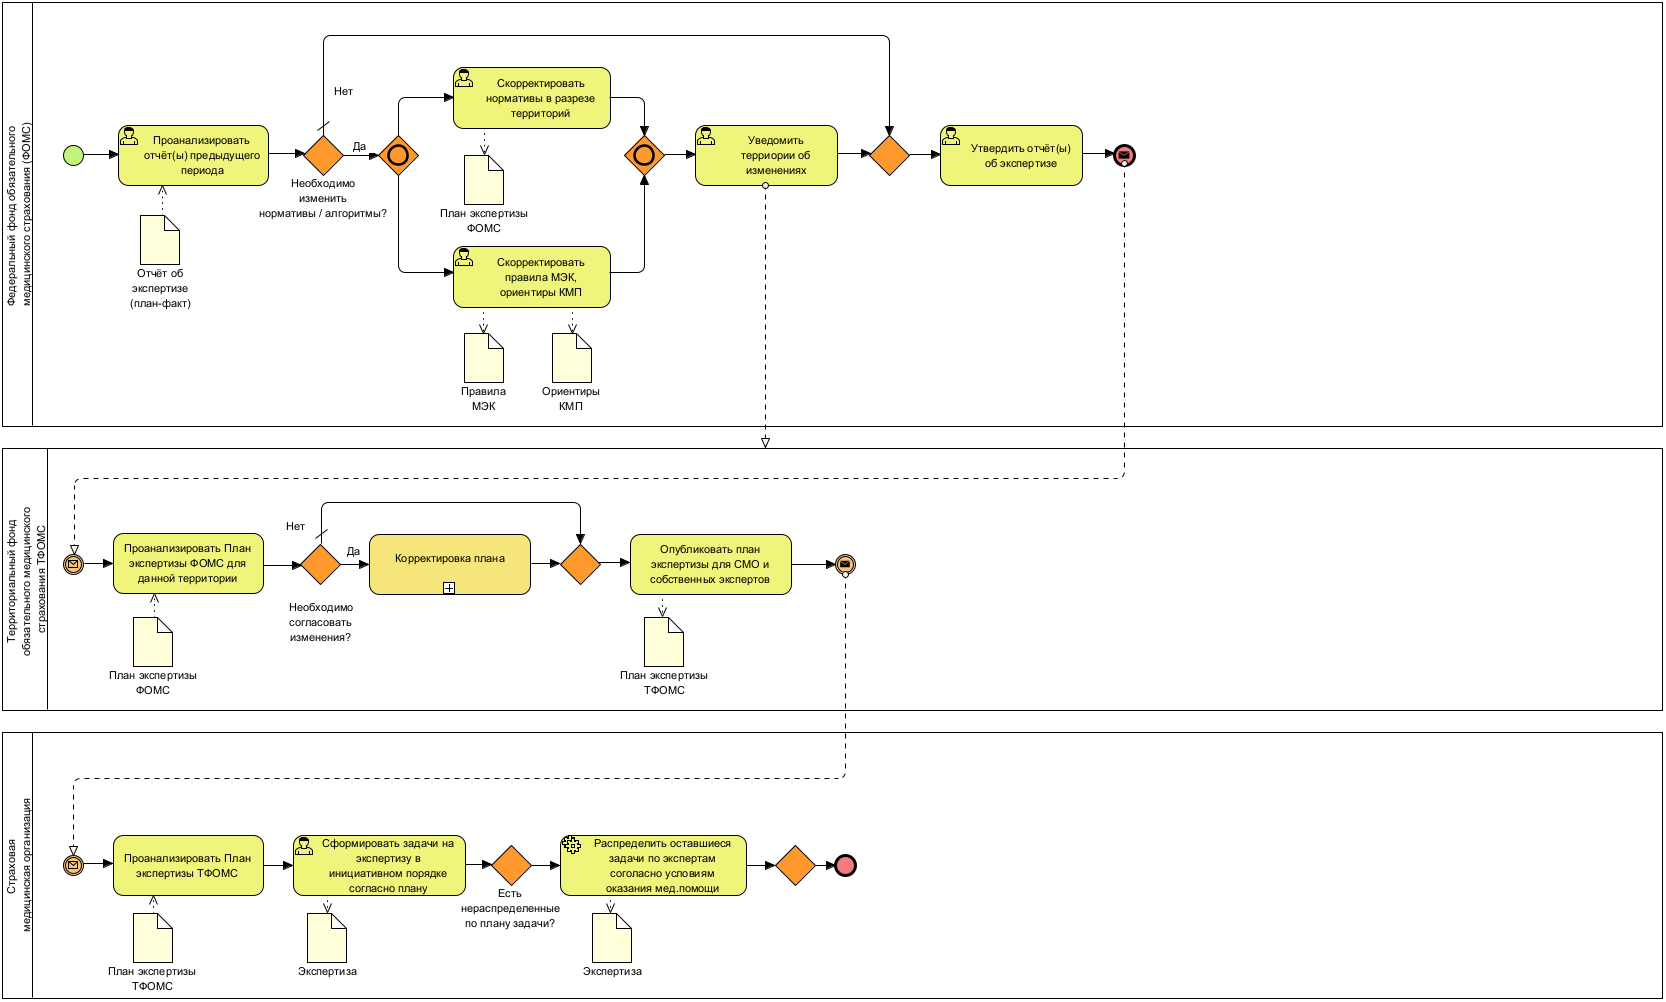 Федеральный фонд обязательного
медицинского страхования (ФОМС)
Проанализировать
отчёт(ы) предыдущего
периода
Отчёт об
экспертизе
(план-факт)
Нет
Да
Необходимо
изменить
нормативы / алгоритмы?
Скорректировать
нормативы в разрезе
территорий
План экспертизы
ФОМС
Скорректировать
правила МЭК,
ориентиры КМП
Правила
МЭК
Ориентиры
КМП
Уведомить
терриории об
изменениях
Утвердить отчёт(ы)
об экспертизе
Территориальный фонд
обязательного медицинского
страхования ТФОМС
Проанализировать План
экспертизы ФОМС для
данной территории
План экспертизы
ФОМС
Нет
Да
Необходимо
согласовать
изменения?
Корректировка плана
Опубликовать план
экспертизы для СМО и
собственных экспертов
План экспертизы
ТФОМС
Страховая
медицинская организация
Проанализировать План
экспертизы ТФОМС
План экспертизы
ТФОМС
Сформировать задачи на
экспертизу в
инициативном порядке
согласно плану
Экспертиза
Есть
нераспределенные
по плану задачи?
Распределить оставшиеся
задачи по экспертам
соголасно условиям
оказания мед.помощи
Экспертиза